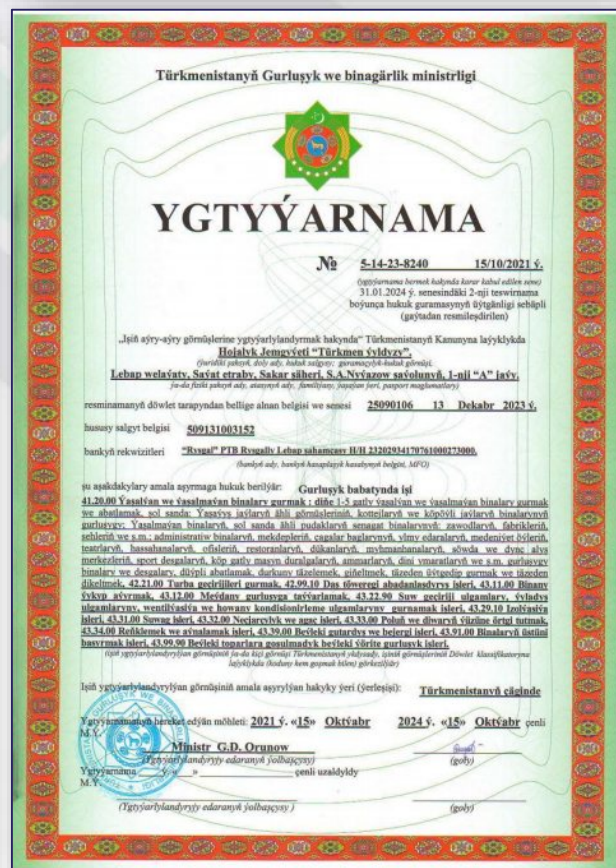 Türkmenistanyň Gurluşyk we binagärlik ministrligi
YGTYÝARNAMA
№ 5-14-23-8240 15/10/2021 ý.
(ygtyýarnama bermek hakynda karar kabul edilen sene)
31.01.2024 ý. senesindäki 2-nji teswirnama
boýunça hukuk guramasynyň üýtgänligi sebäpli
(gaýtadan resmileşdirilen)
„Işiň aýry-aýry görnüşlerine ygtyýarlylandyrmak hakynda“ Türkmenistanyň Kanunyna laýyklykda
Hojalyk Jemgyýeti "Türkmen ýyldyzy",
(ýuridiki şahsyň, doly ady, hukuk salgysy; guramaçylyk-hukuk görnüşi,
Lebap welaýaty, Saýat etraby, Sakar şäheri, S.A.Nyýazow şaýolunyň, 1-nji "A" jaýy.
ýa-da fiziki şahsyň ady, atasynyň ady, familiýasy, ýaşaýan ýeri, pasport maglumatlary)
resminamanyň döwlet tarapyndan bellige alnan belgisi we senesi 25090106 13 Dekabr 2023 ý.
hususy salgyt belgisi 509131003152
bankyň rekwizitleri "Rysgal" PTB Rysgally Lebap şahamçasy H/H 23202934170761000273000,
(bankyň ady, bankyň hasaplaşyk hasabynyň belgisi, MFO)
şu aşakdakylary amala aşyrmaga hukuk berilýär: Gurluşyk babatynda işi
41.20.00 Ýaşalýan we ýaşalmaýan binalary gurmak : diňe 1-5 gatly ýaşalýan we ýaşalmaýan binalary gurmak
we abatlamak, şol sanda: Ýaşaýyş jaýlaryň ähli görnüşleriniň, kottejlaryň we köpöýli jaýlaryň binalarynyň
gurluşygy; Ýaşalmaýan binalaryň, şol sanda ähli pudaklaryň senagat binalarynyň: zawodlaryň, fabrikleriň,
sehleriň we s.m.; administratiw binalaryň, mekdepleriň, çagalar baglarynyň, ylmy edaralaryň, medeniýet öýleriň,
teatrlaryň, hassahanalaryň, ofisleriň, restoranlaryň, dükanlaryň, myhmanhanalaryň, söwda we dynç alyş
merkezleriň, sport desgalaryň, köp gatly maşyn duralgalaryň, ammarlaryň, dini ymaratlaryň we s.m. gurluşygy
binalary we desgalary, düýpli abatlamak, durkuny täzelemek, giňeltmek, täzeden üýtgedip gurmak we täzeden
dikeltmek, 42.21.00 Turba geçirijileri gurmak, 42.99.10 Daş töweregi abadanlaşdyryş işleri, 43.11.00 Binany
ýykyp aýyrmak, 43.12.00 Meýdany gurluşyga taýýarlamak, 43.22.90 Suw geçiriji ulgamlary, ýyladyş
ulgamlaryny, wentilýasiýa we howany kondisionirleme ulgamlaryny gurnamak işleri, 43.29.10 Izolýasiýa
işleri, 43.31.00 Suwag işleri, 43.32.00 Neçjarçylyk we agaç işleri, 43.33.00 Poluň we diwaryň ýüzüne örtgi tutmak,
43.34.00 Reňklemek we aýnalamak işleri, 43.39.00 Beýleki gutaryş we bejergi işleri, 43.91.00 Binalaryň üstüni
basyrmak işleri, 43.99.90 Beýleki toparlara goşulmadyk beýleki ýörite gurluşyk işleri.
(işiň ygtyýarlylandyrylýan görnüşiniň ýa-da kiçi görnüşi Türkmenistanyň ykdysady, işiniň görnüşleriniň Döwlet klassifikatoryna
laýyklykda (koduny hem goşmak bilen) görkezilýär)
Işiň ygtyýarlylandyrylýan görnüşiniň amala aşyrylýan hakyky ýeri (ýerleşişi): Türkmenistanyň çäginde
Ygtyýarnamanyň hereket edýän möhleti: 2021 ý. «15» Oktýabr 2024 ý. «15» Oktýabr çenli
M.Ý.
Ministr G.D. Orunow
(Ygtyýarlylandyryjy edaranyň ýolbaşçysy) (goly)
Ygtyýarnama ý. « » çenli uzaldyldy
M.Ý.
(Ygtyýarlylandyryjy edaranyň ýolbaşçysy ) (goly)